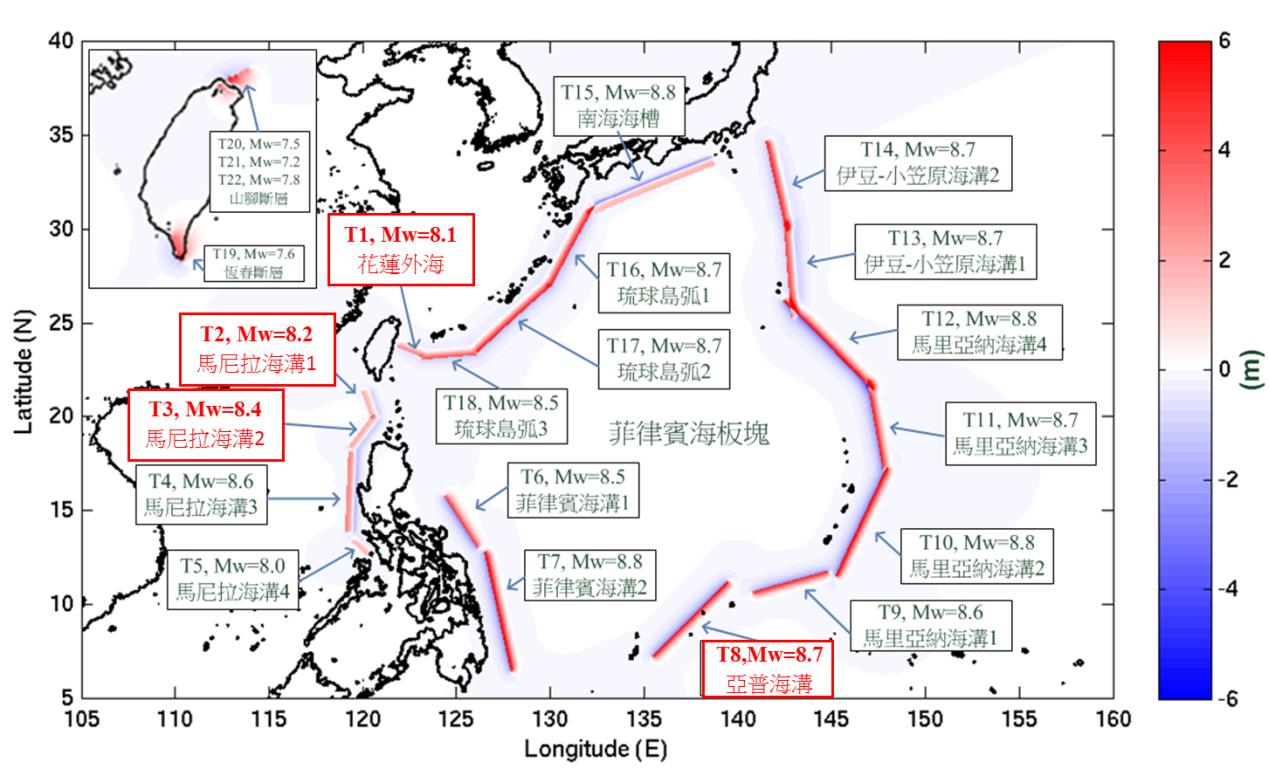 40
35
30
25
20
15
10
5
Latitude (N)
105
110
115
120
125
130
135
140
145
150
155
160
Longitude (E)
T20, Mw=7.5
T21, Mw=7.2
T22, Mw=7.8
山腳斷層
T19, Mw=7.6
恆春斷層
T1, Mw=8.1
花蓮外海
T2, Mw=8.2
馬尼拉海溝1
T3, Mw=8.4
馬尼拉海溝2
T4, Mw=8.6
馬尼拉海溝3
T5, Mw=8.0
馬尼拉海溝4
T6, Mw=8.5
菲律賓海溝1
T7, Mw=8.8
菲律賓海溝2
T8,Mw=8.7
亞普海溝
T9, Mw=8.6
馬里亞納海溝1
T10, Mw=8.8
馬里亞納海溝2
T11, Mw=8.7
馬里亞納海溝3
T12, Mw=8.8
馬里亞納海溝4
T13, Mw=8.7
伊豆-小笠原海溝1
T14, Mw=8.7
伊豆-小笠原海溝2
T15, Mw=8.8
南海海槽
T16, Mw=8.7
琉球島弧1
T17, Mw=8.7
琉球島弧2
T18, Mw=8.5
琉球島弧3
菲律賓海板塊
6
4
2
0
-2
-4
-6
(m)